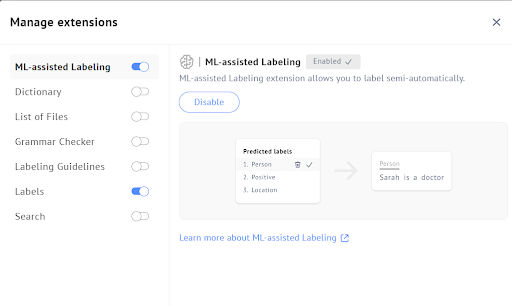 Manage extensions
ML-assisted Labeling
Dictionary
List of Files
Grammar Checker
Labeling Guidelines
Labels
Search
ML-assisted Labeling Enabled
ML-assisted Labeling extension allows you to label semi-automatically.
Disable
Predicted labels
1. Person
2. Positive
3. Location
Person
Sarah is a doctor
Learn more about ML-assisted Labeling